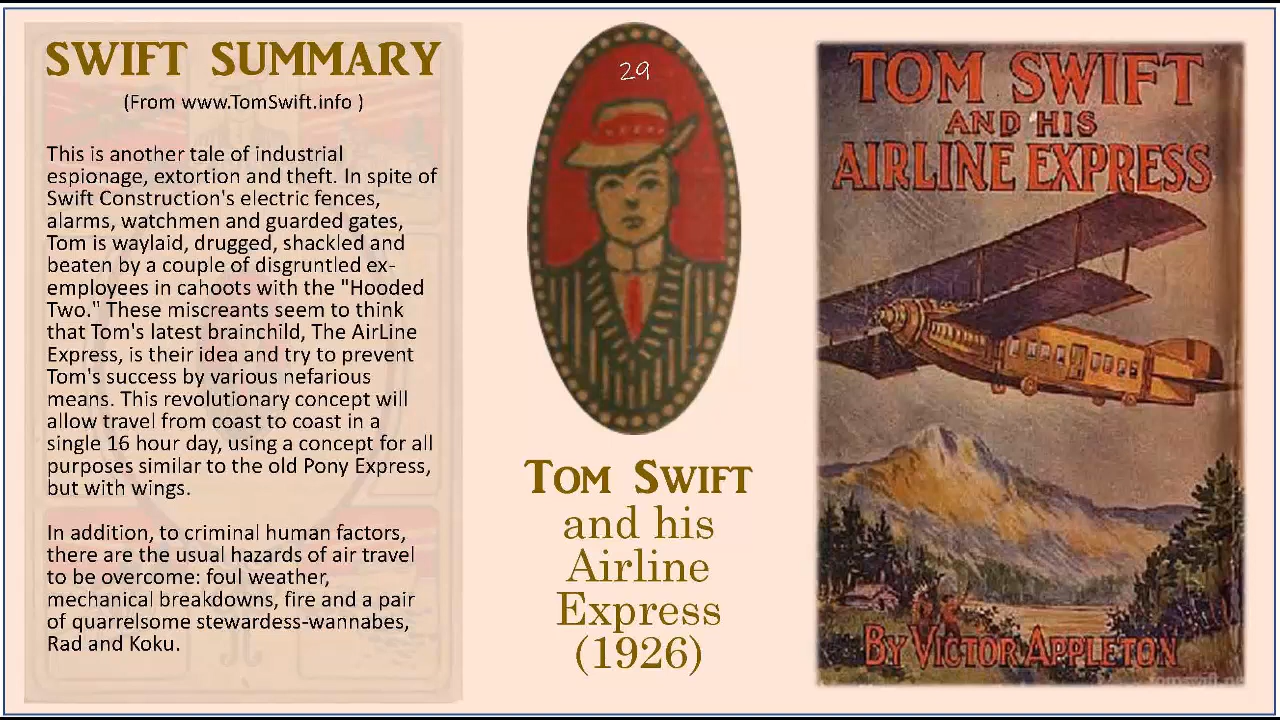 SWIFT SUMMARY
(From www.TomSwift.info )
This is another tale of industrial
espionage, extortion and theft. In spite of
Swift Construction's electric fences,
alarms, watchmen and guarded gates,
Tom is waylaid, drugged, shackled and
beaten by a couple of disgruntled ex-
employees in cahoots with the "Hooded
Two." These miscreants seem to think
that Tom's latest brainchild, The AirLine
Express, is their idea and try to prevent
Tom's success by various nefarious
means. This revolutionary concept will
allow travel from coast to coast in a
single 16 hour day, using a concept for all
purposes similar to the old Pony Express,
but with wings.
In addition, to criminal human factors,
there are the usual hazards of air travel
to be overcome: foul weather,
mechanical breakdowns, fire and a pair
of quarrelsome stewardess-wannabes,
Rad and Koku.
29
TOM SWIFT
and his
Airline
Express
(1926)
TOM SWIFT
AND HIS
AIRLINE EXPRESS
BY VICTOR APPLETON